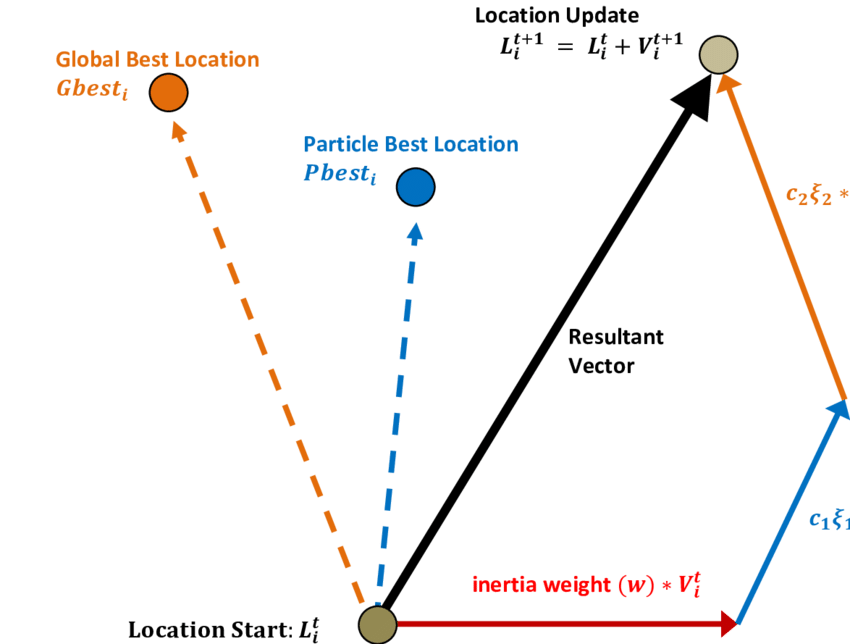 Location Update
L_i^{t+1} = L_i^t + V_i^{t+1}
Global Best Location
Gbest_i
Particle Best Location
Pbest_i
c_2ξ_2 *
Resultant
Vector
c_1ξ_1
inertia weight (w) * V_i^t
Location Start: L_i^t